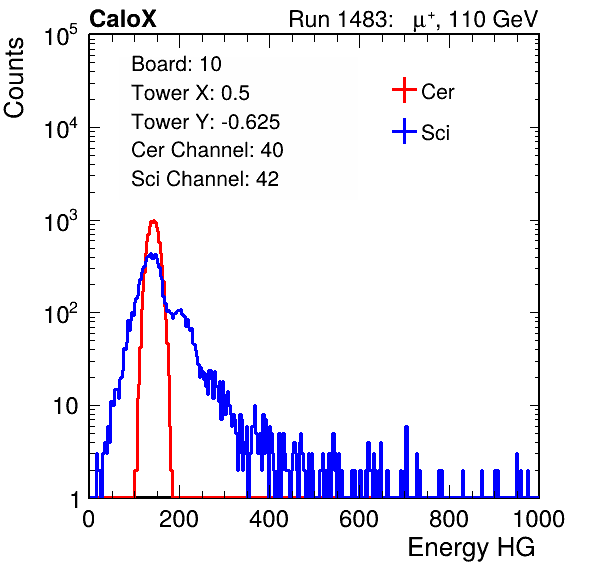 CaloX Run 1483: μ⁺, 110 GeV
Counts
Board: 10
Tower X: 0.5
Tower Y: -0.625
Cer Channel: 40
Sci Channel: 42
Cer
Sci
10⁵
10⁴
10³
10²
10
1
0 200 400 600 800 1000
Energy HG